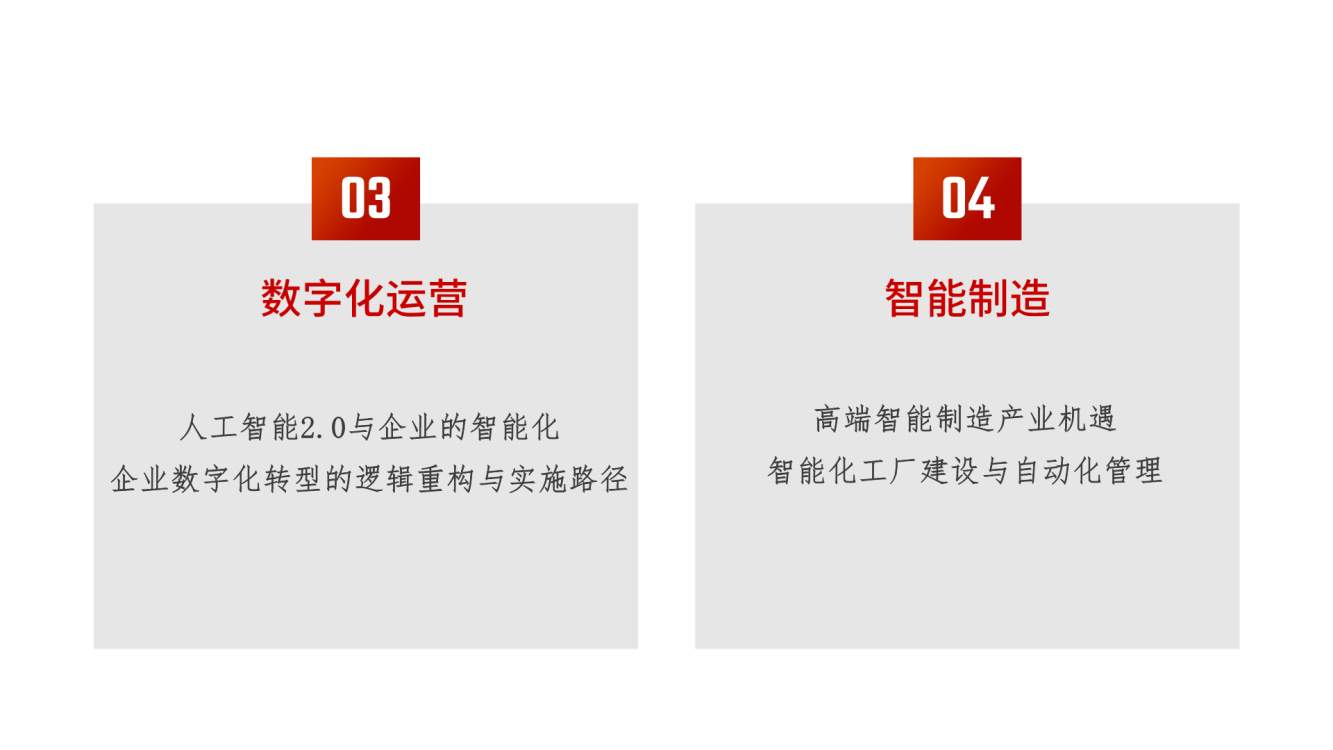 03
数字化运营
人工智能2.0与企业的智能化
企业数字化转型的逻辑重构与实施路径
04
智能制造
高端智能制造产业机遇
智能化工厂建设与自动化管理